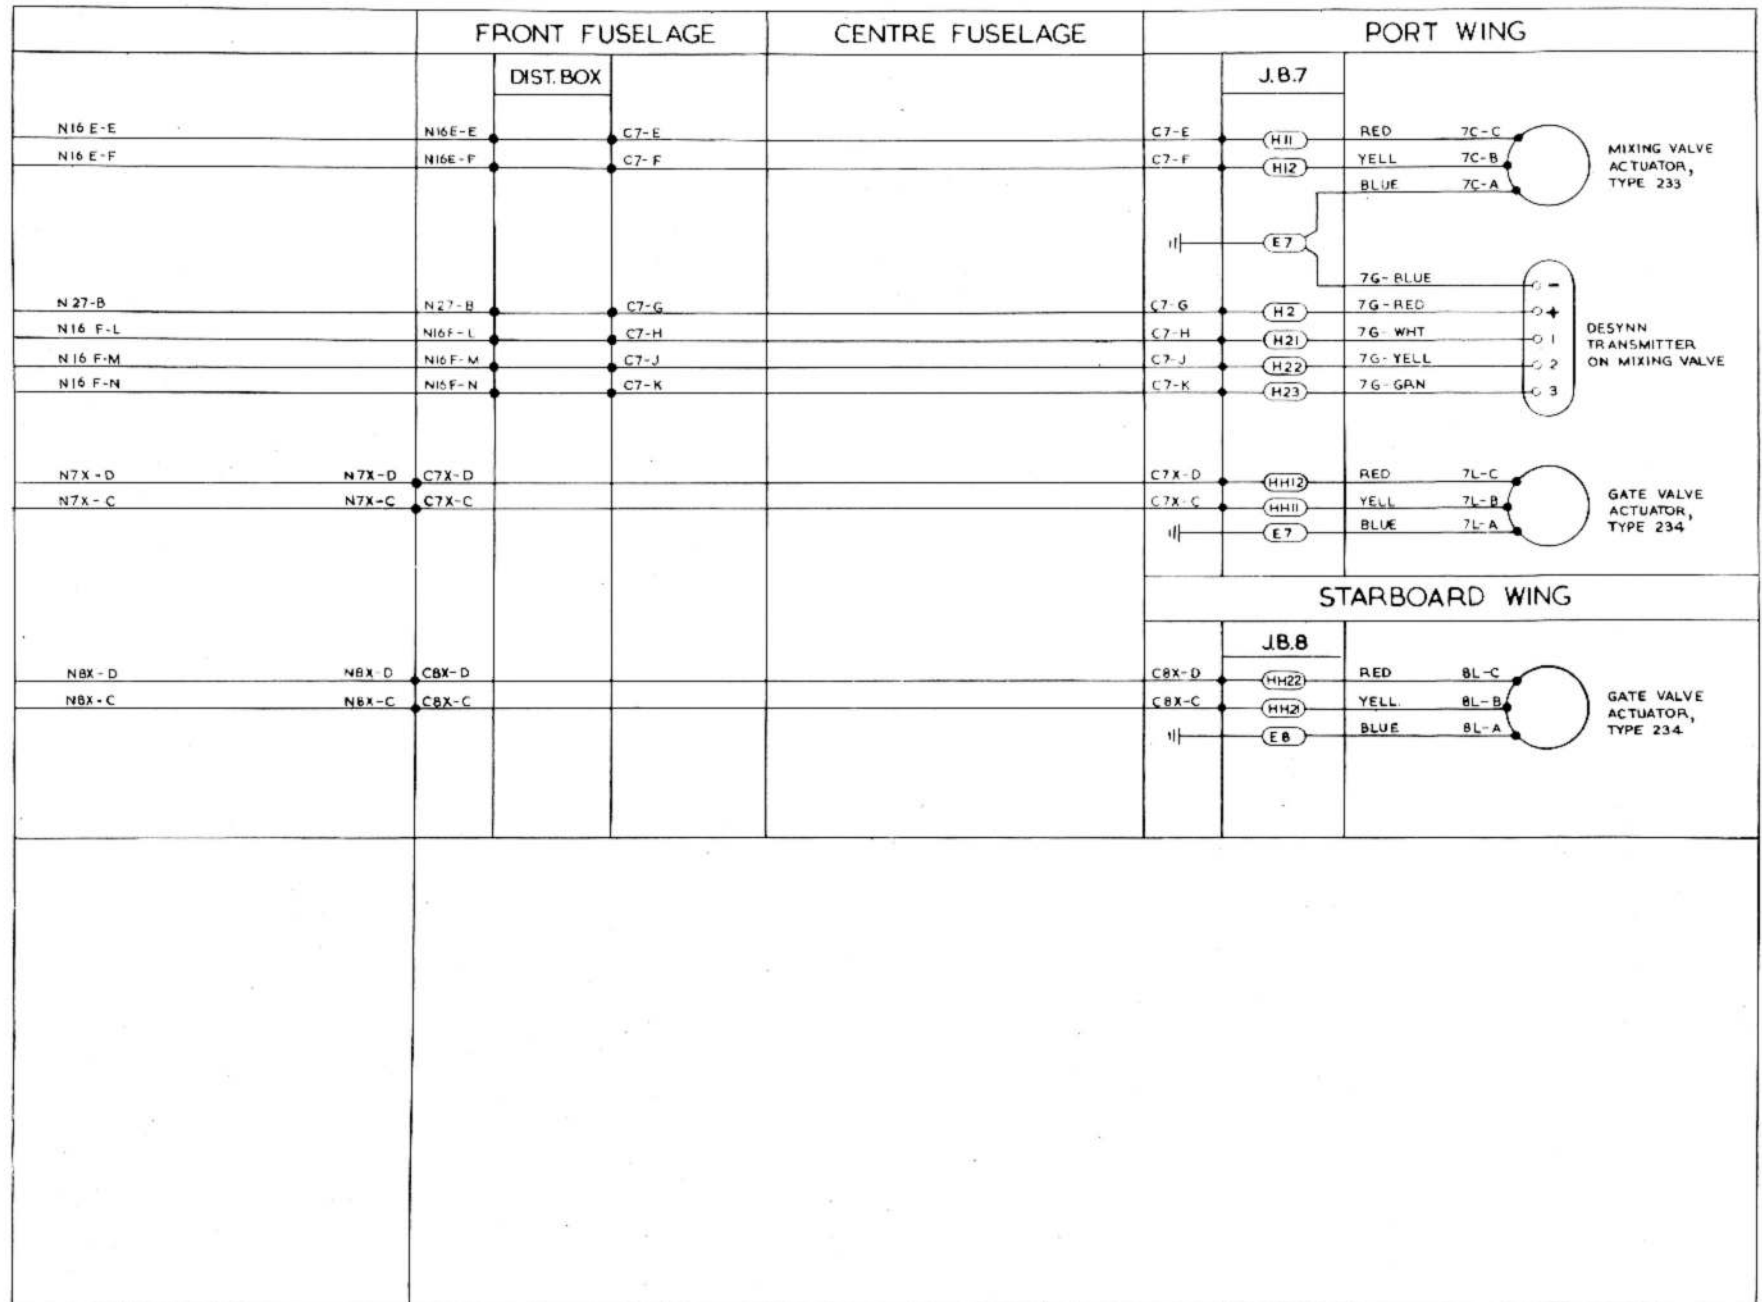 FRONT FUSELAGE CENTRE FUSELAGE PORT WING
DIST. BOX J.B.7
N16 E-E N16E-E C7-E C7-E H11 RED 7C-C
N16 E-F N16E-F C7-F C7-F H12 YELL 7C-B
BLUE 7C-A
MIXING VALVE
ACTUATOR,
TYPE 233
E7
7G-BLUE -
N27-B N27-B C7-G C7-G H2 7G-RED +
N16 F-L N16F-L C7-H C7-H H21 7G-WHT 1
N16 F-M N16F-M C7-J C7-J H22 7G-YELL 2
N16 F-N N16F-N C7-K C7-K H23 7G-GRN 3
DESYNN
TRANSMITTER
ON MIXING VALVE
N7X-D N7X-D C7X-D C7X-D HH12 RED 7L-C
N7X-C N7X-C C7X-C C7X-C HH11 YELL 7L-B
E7 BLUE 7L-A
GATE VALVE
ACTUATOR,
TYPE 234
STARBOARD WING
J.B.8
N8X-D N8X-D C8X-D C8X-D HH22 RED 8L-C
N8X-C N8X-C C8X-C C8X-C HH21 YELL. 8L-B
E8 BLUE 8L-A
GATE VALVE
ACTUATOR,
TYPE 234